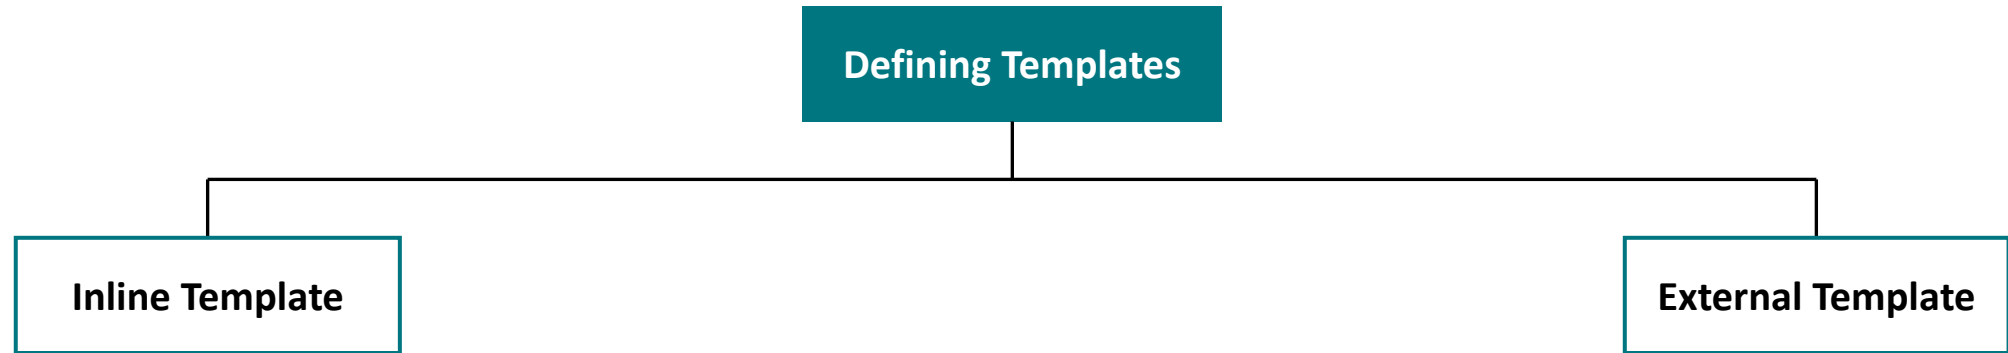 Defining Templates
Inline Template
External Template